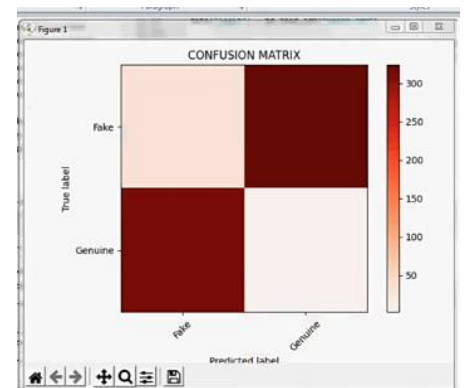 Figure 1
CONFUSION MATRIX
Fake
Genuine
True label
Fake
Genuine
Predicted label
300
250
200
150
100
50